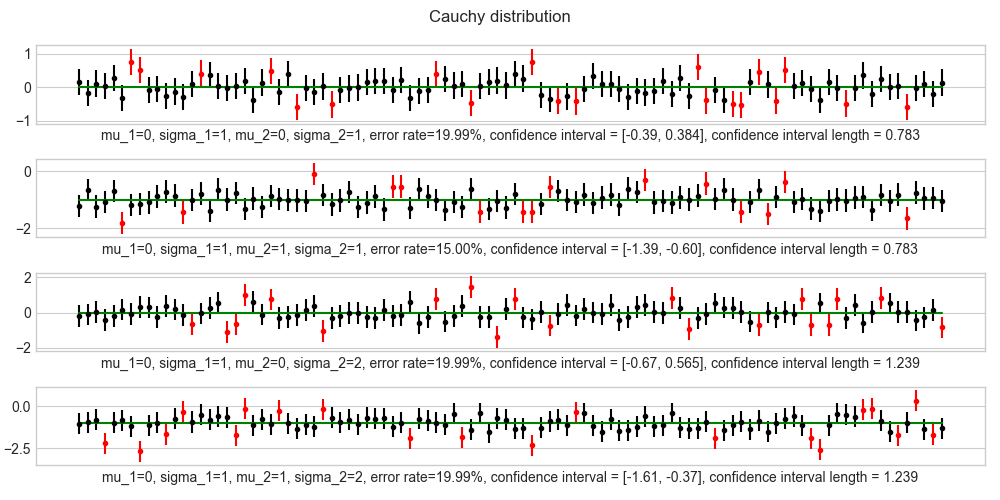 Cauchy distribution
1
0
−1
mu_1=0, sigma_1=1, mu_2=0, sigma_2=1, error rate=19.99%, confidence interval = [-0.39, 0.384], confidence interval length = 0.783
0
−2
mu_1=0, sigma_1=1, mu_2=1, sigma_2=1, error rate=15.00%, confidence interval = [-1.39, -0.60], confidence interval length = 0.783
2
0
−2
mu_1=0, sigma_1=1, mu_2=0, sigma_2=2, error rate=19.99%, confidence interval = [-0.67, 0.565], confidence interval length = 1.239
0.0
−2.5
mu_1=0, sigma_1=1, mu_2=1, sigma_2=2, error rate=19.99%, confidence interval = [-1.61, -0.37], confidence interval length = 1.239